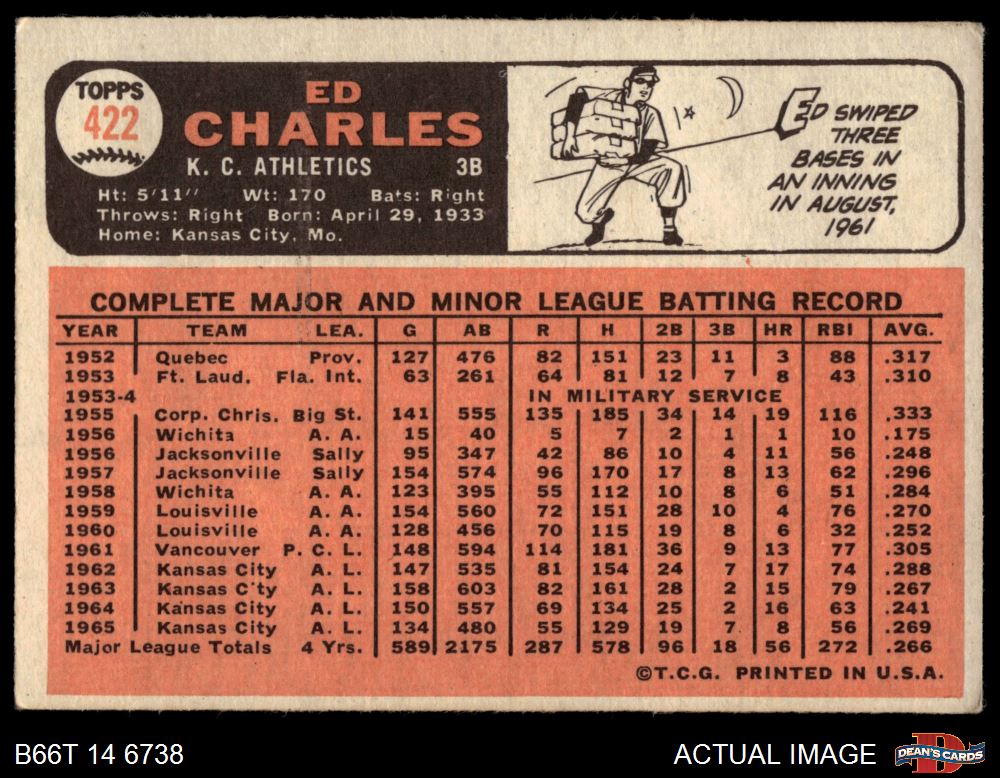 TOPPS
422
ED
CHARLES
K. C. ATHLETICS 3B
Ht: 5'11" Wt: 170 Bats: Right
Throws: Right Born: April 29, 1933
Home: Kansas City, Mo.
ED SWIPED
THREE
BASES IN
AN INNING
IN AUGUST,
1961
COMPLETE MAJOR AND MINOR LEAGUE BATTING RECORD
YEAR TEAM LEA. G AB R H 2B 3B HR RBI AVG.
1952 Quebec Prov. 127 476 82 151 23 11 3 88 .317
1953 Ft. Laud. Fla. Int. 63 261 64 81 12 7 8 43 .310
1953-4 IN MILITARY SERVICE
1955 Corp. Chris. Big St. 141 555 135 185 34 14 19 116 .333
1956 Wichita A. A. 15 40 5 7 2 1 1 10 .175
1956 Jacksonville Sally 95 347 42 86 10 4 11 56 .248
1957 Jacksonville Sally 154 574 96 170 17 8 13 62 .296
1958 Wichita A. A. 123 395 55 112 10 8 6 51 .284
1959 Louisville A. A. 154 560 72 151 28 10 4 76 .270
1960 Louisville A. A. 128 456 70 115 19 8 6 32 .252
1961 Vancouver P. C. L. 148 594 114 181 36 9 13 77 .305
1962 Kansas City A. L. 147 535 81 154 24 7 17 74 .288
1963 Kansas City A. L. 158 603 82 161 28 2 15 79 .267
1964 Kansas City A. L. 150 557 69 134 25 2 16 63 .241
1965 Kansas City A. L. 134 480 55 129 19 7 8 56 .269
Major League Totals 4 Yrs. 589 2175 287 578 96 18 56 272 .266
©T.C.G. PRINTED IN U.S.A.
B66T 14 6738
ACTUAL IMAGE
DEAN'S CARDS